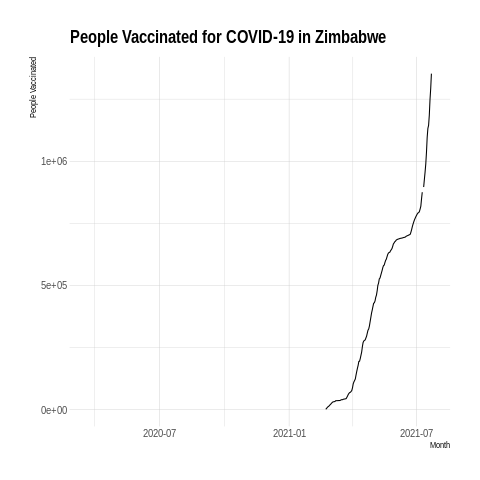 People Vaccinated for COVID-19 in Zimbabwe
People Vaccinated
1e+06
5e+05
0e+00
2020-07 2021-01 2021-07
Month